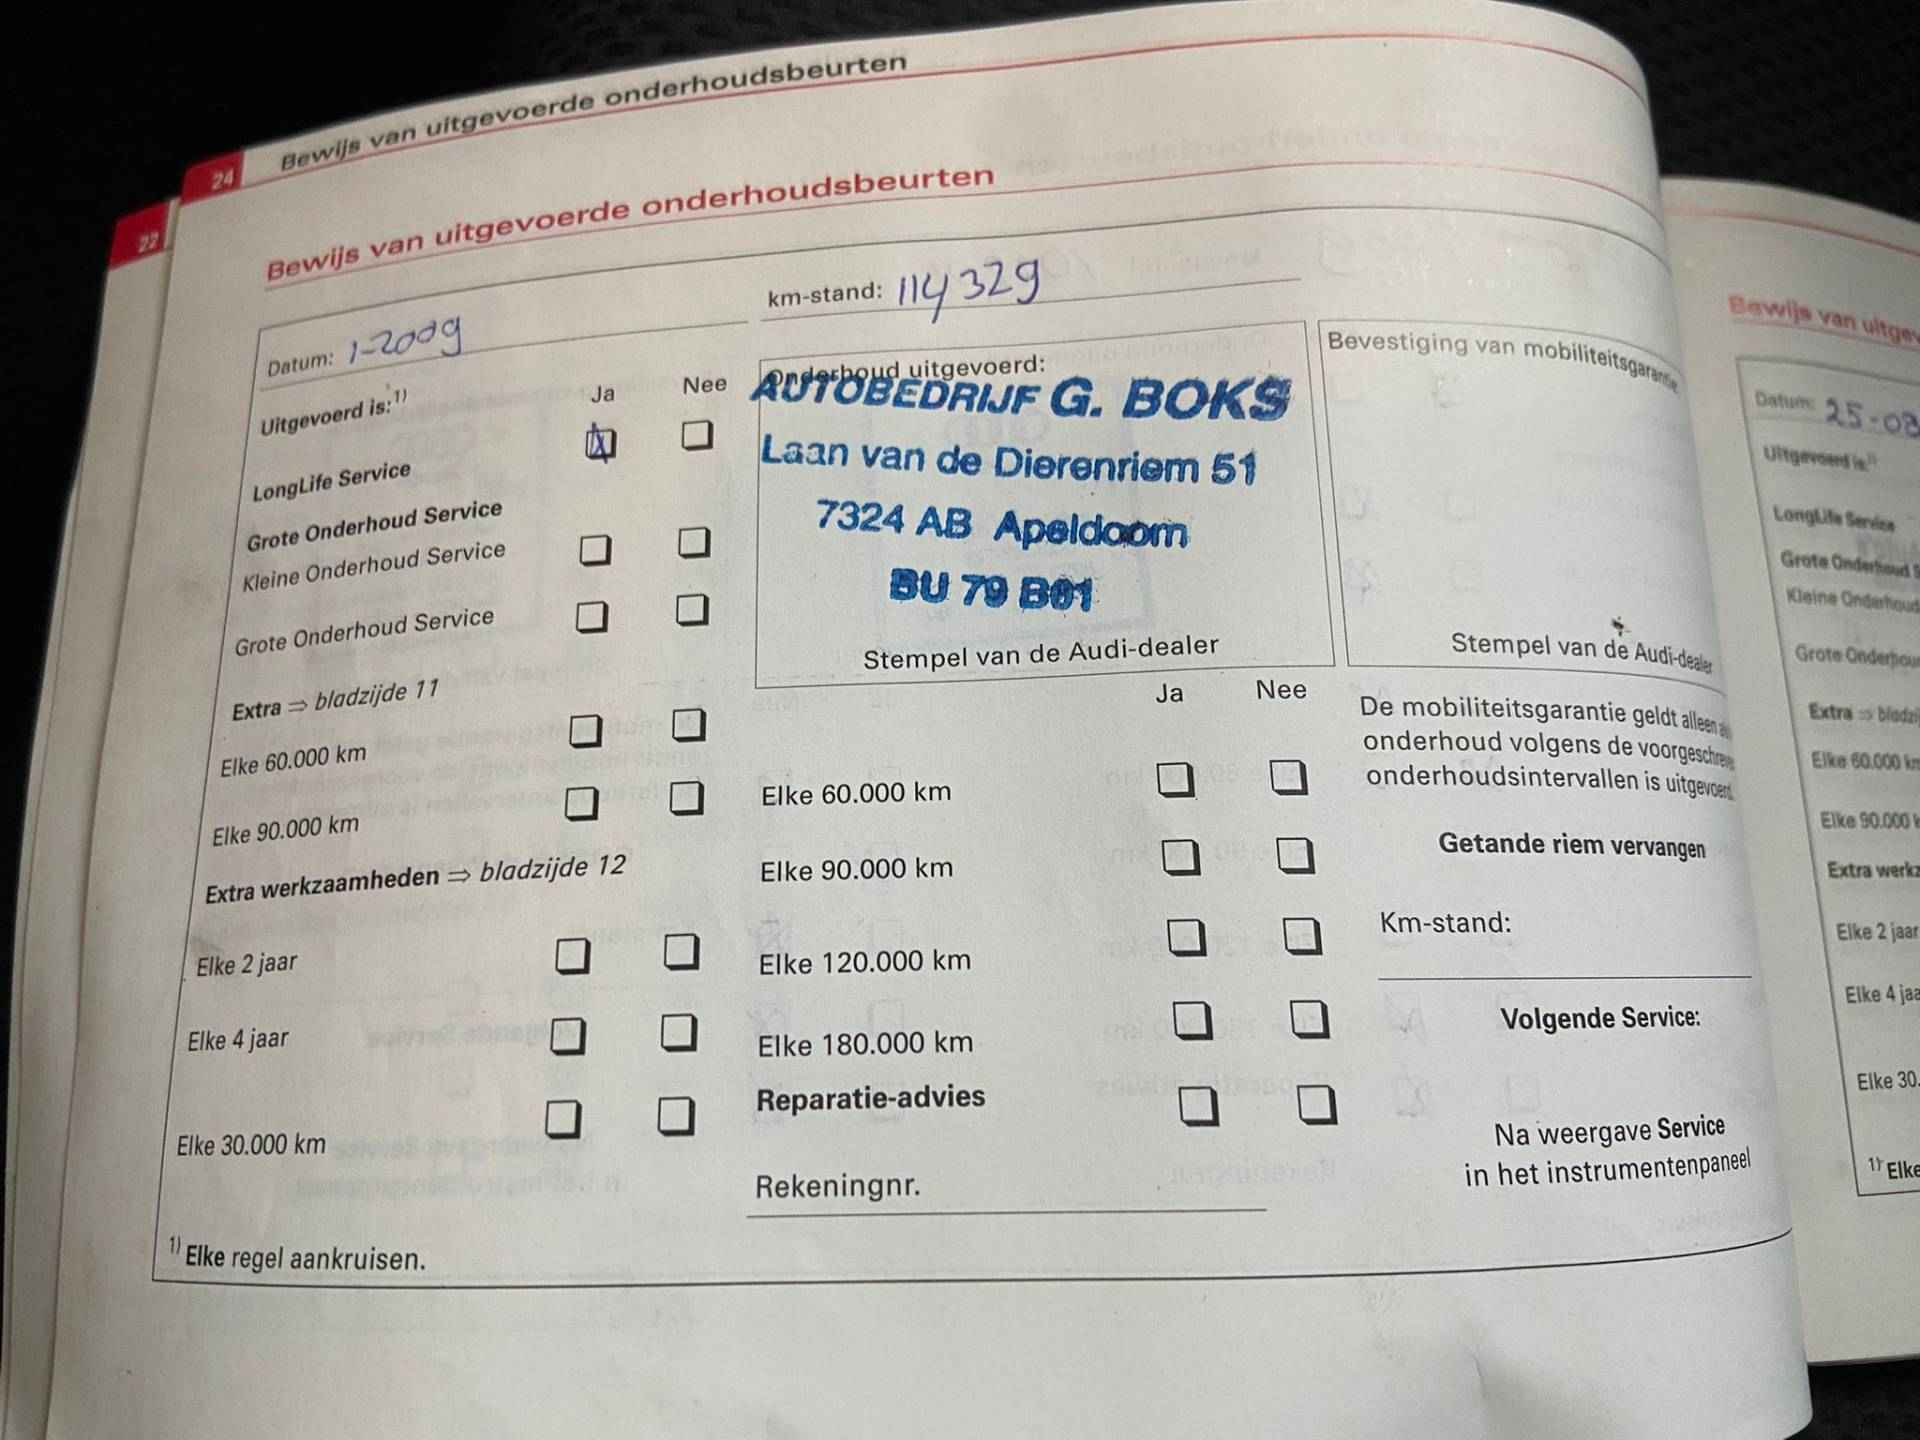 24
Bewijs van uitgevoerde onderhoudsbeurten
22
Bewijs van uitgevoerde onderhoudsbeurten
Datum: 1-2009
km-stand: 114329
Uitgevoerd is:1)
Ja Nee
LongLife Service
Grote Onderhoud Service
Kleine Onderhoud Service
Grote Onderhoud Service
Extra ⇒ bladzijde 11
Elke 60.000 km
Elke 90.000 km
Extra werkzaamheden ⇒ bladzijde 12
Elke 2 jaar
Elke 4 jaar
Elke 30.000 km
1) Elke regel aankruisen.
Onderhoud uitgevoerd:
AUTOBEDRIJF G. BOKS
Laan van de Dierenriem 51
7324 AB Apeldoorn
BU 79 B01
Stempel van de Audi-dealer
Ja Nee
Elke 60.000 km
Elke 90.000 km
Elke 120.000 km
Elke 180.000 km
Reparatie-advies
Rekeningnr.
Bevestiging van mobiliteitsgarantie
Stempel van de Audi-dealer
De mobiliteitsgarantie geldt alleen
onderhoud volgens de
onderhoudsintervallen is uitgevoerd.
Getande riem vervangen
Km-stand:
Volgende Service:
Na weergave Service
in het instrumentenpaneel
Bewijs van uitgev
Datum: 25-08
Uitgevoerd is:1)
LongLife Service
Grote Onderhoud S
Kleine Onderhoud
Grote Onderhou
Extra ⇒ bladzi
Elke 60.000 km
Elke 90.000 k
Extra werkz
Elke 2 jaar
Elke 4 jaa
Elke 30.
1) Elke